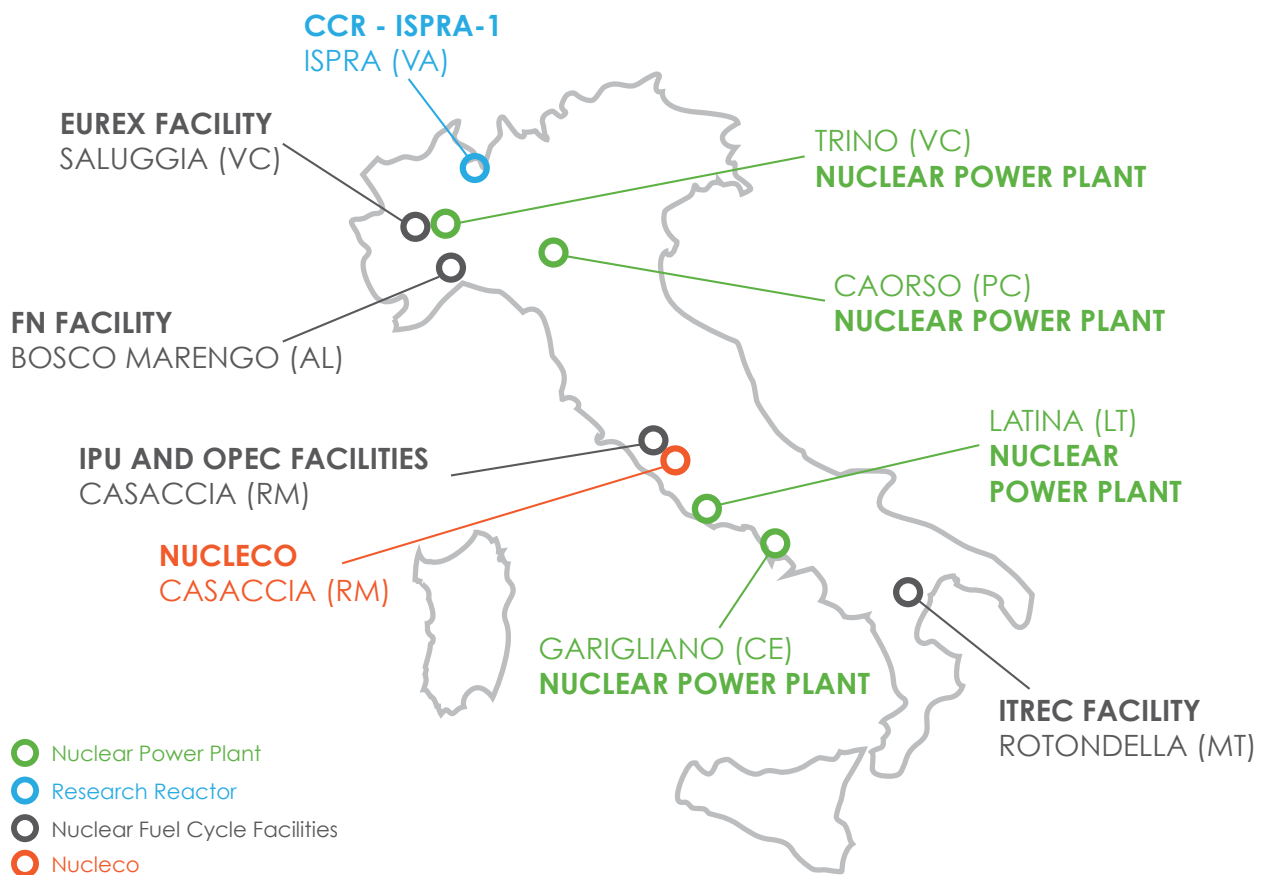 CCR - ISPRA-1
ISPRA (VA)
EUREX FACILITY
SALUGGIA (VC)
TRINO (VC)
NUCLEAR POWER PLANT
CAORSO (PC)
NUCLEAR POWER PLANT
FN FACILITY
BOSCO MARENGO (AL)
LATINA (LT)
NUCLEAR
POWER PLANT
IPU AND OPEC FACILITIES
CASACCIA (RM)
NUCLECO
CASACCIA (RM)
GARIGLIANO (CE)
NUCLEAR POWER PLANT
ITREC FACILITY
ROTONDELLA (MT)
Nuclear Power Plant
Research Reactor
Nuclear Fuel Cycle Facilities
Nucleco